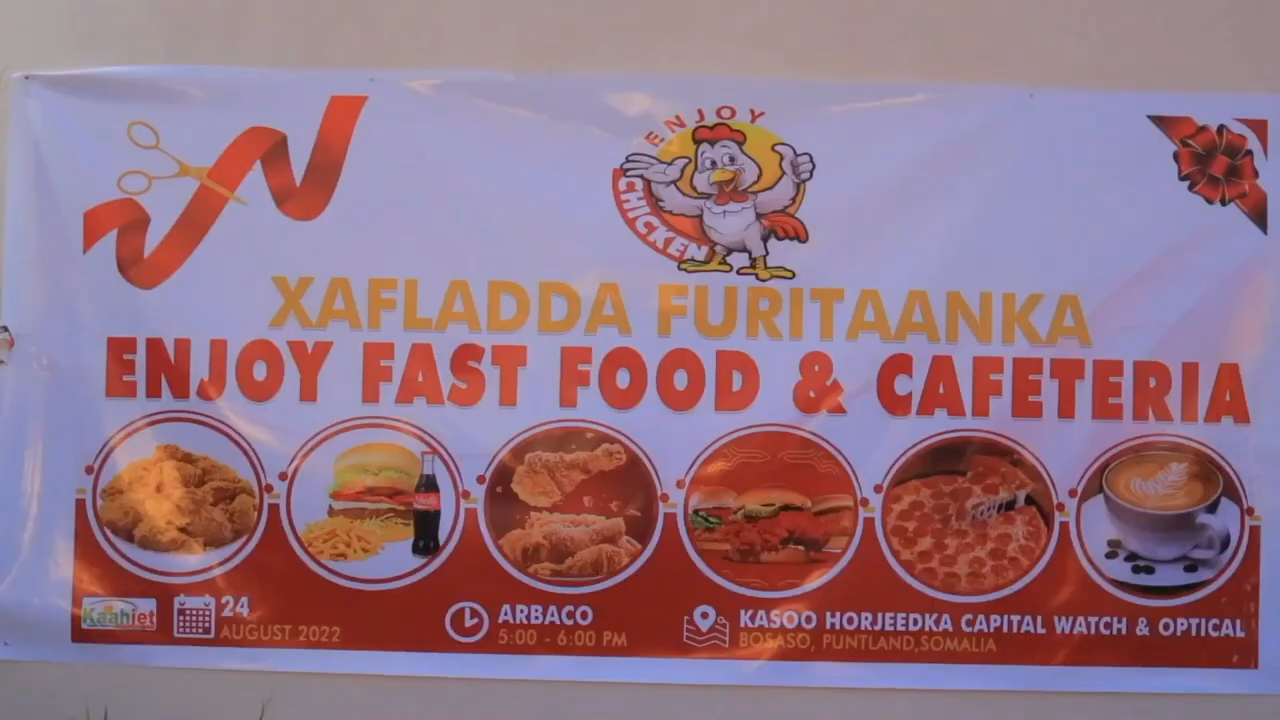 ENJOY
CHICKEN
XAFLADDA FURITAANKA
ENJOY FAST FOOD & CAFETERIA
Kaahiet
24
AUGUST 2022
ARBACO
5:00 - 6:00 PM
KASOO HORJEEDKA CAPITAL WATCH & OPTICAL
BOSASO, PUNTLAND,SOMALIA